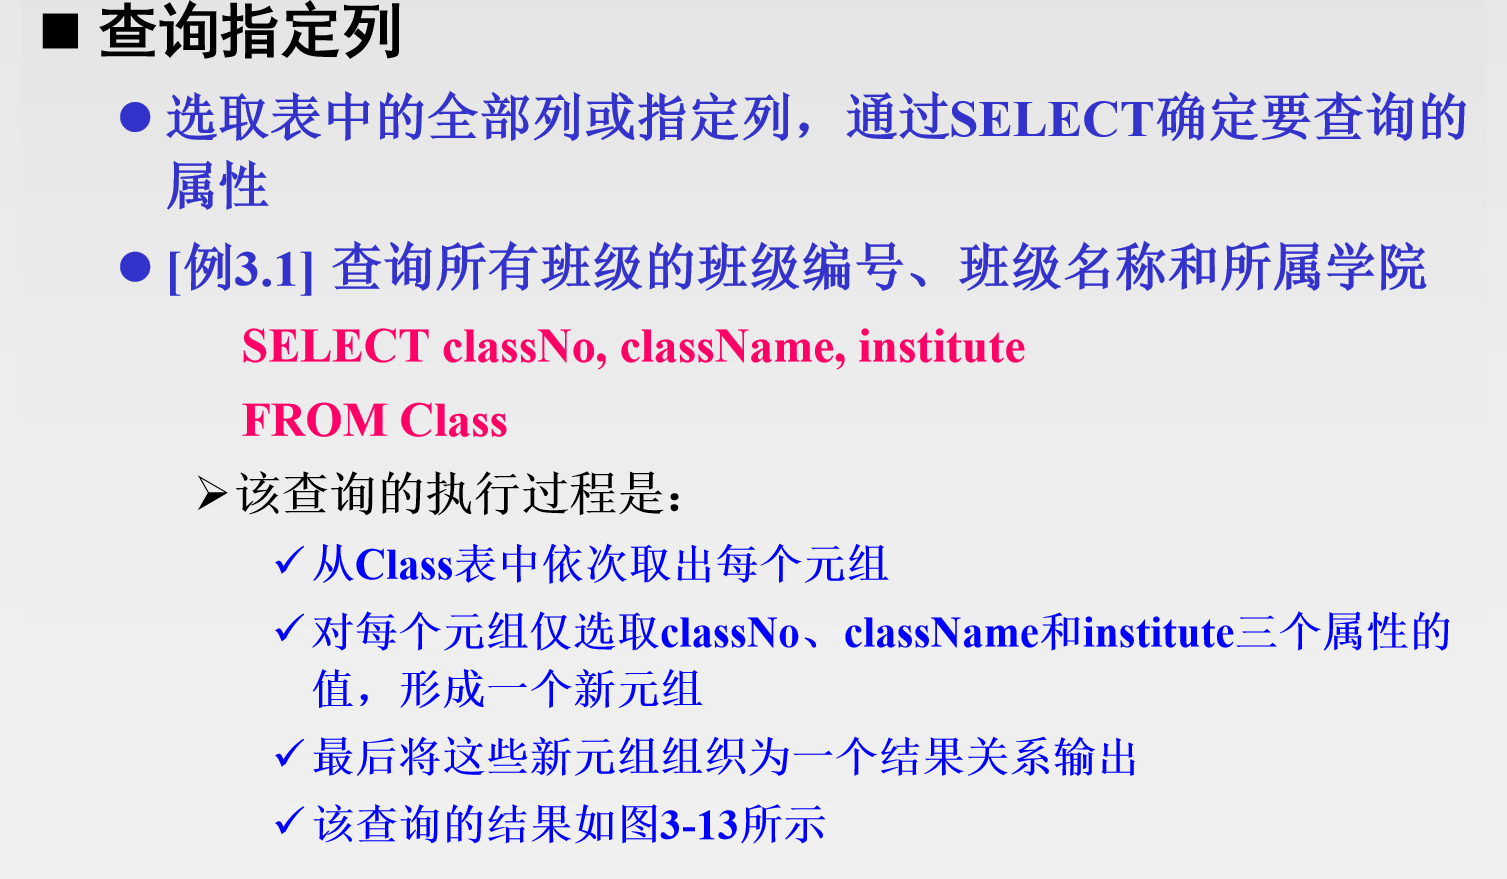 ■ 查询指定列
● 选取表中的全部列或指定列，通过SELECT确定要查询的
属性
● [例3.1] 查询所有班级的班级编号、班级名称和所属学院
SELECT classNo, className, institute
FROM Class
➢该查询的执行过程是：
✓从Class表中依次取出每个元组
✓对每个元组仅选取classNo、className和institute三个属性的
值，形成一个新元组
✓最后将这些新元组组织为一个结果关系输出
✓该查询的结果如图3-13所示